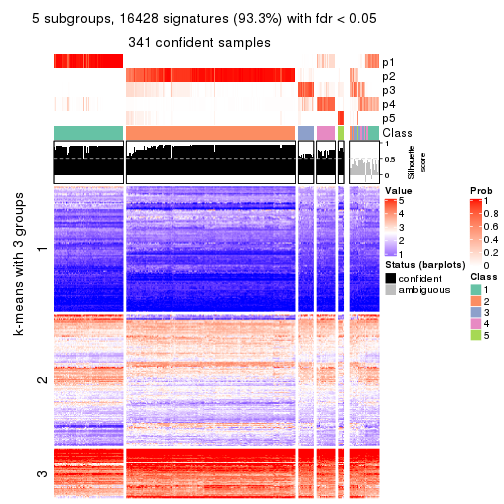 5 subgroups, 16428 signatures (93.3%) with fdr < 0.05
341 confident samples
p1
p2
p3
p4
p5
Class
1
0.5
0
Silhouette
score
k-means with 3 groups
1
2
3
Value
5
4
3
2
1
Status (barplots)
confident
ambiguous
Prob
1
0.8
0.6
0.4
0.2
0
Class
1
2
3
4
5